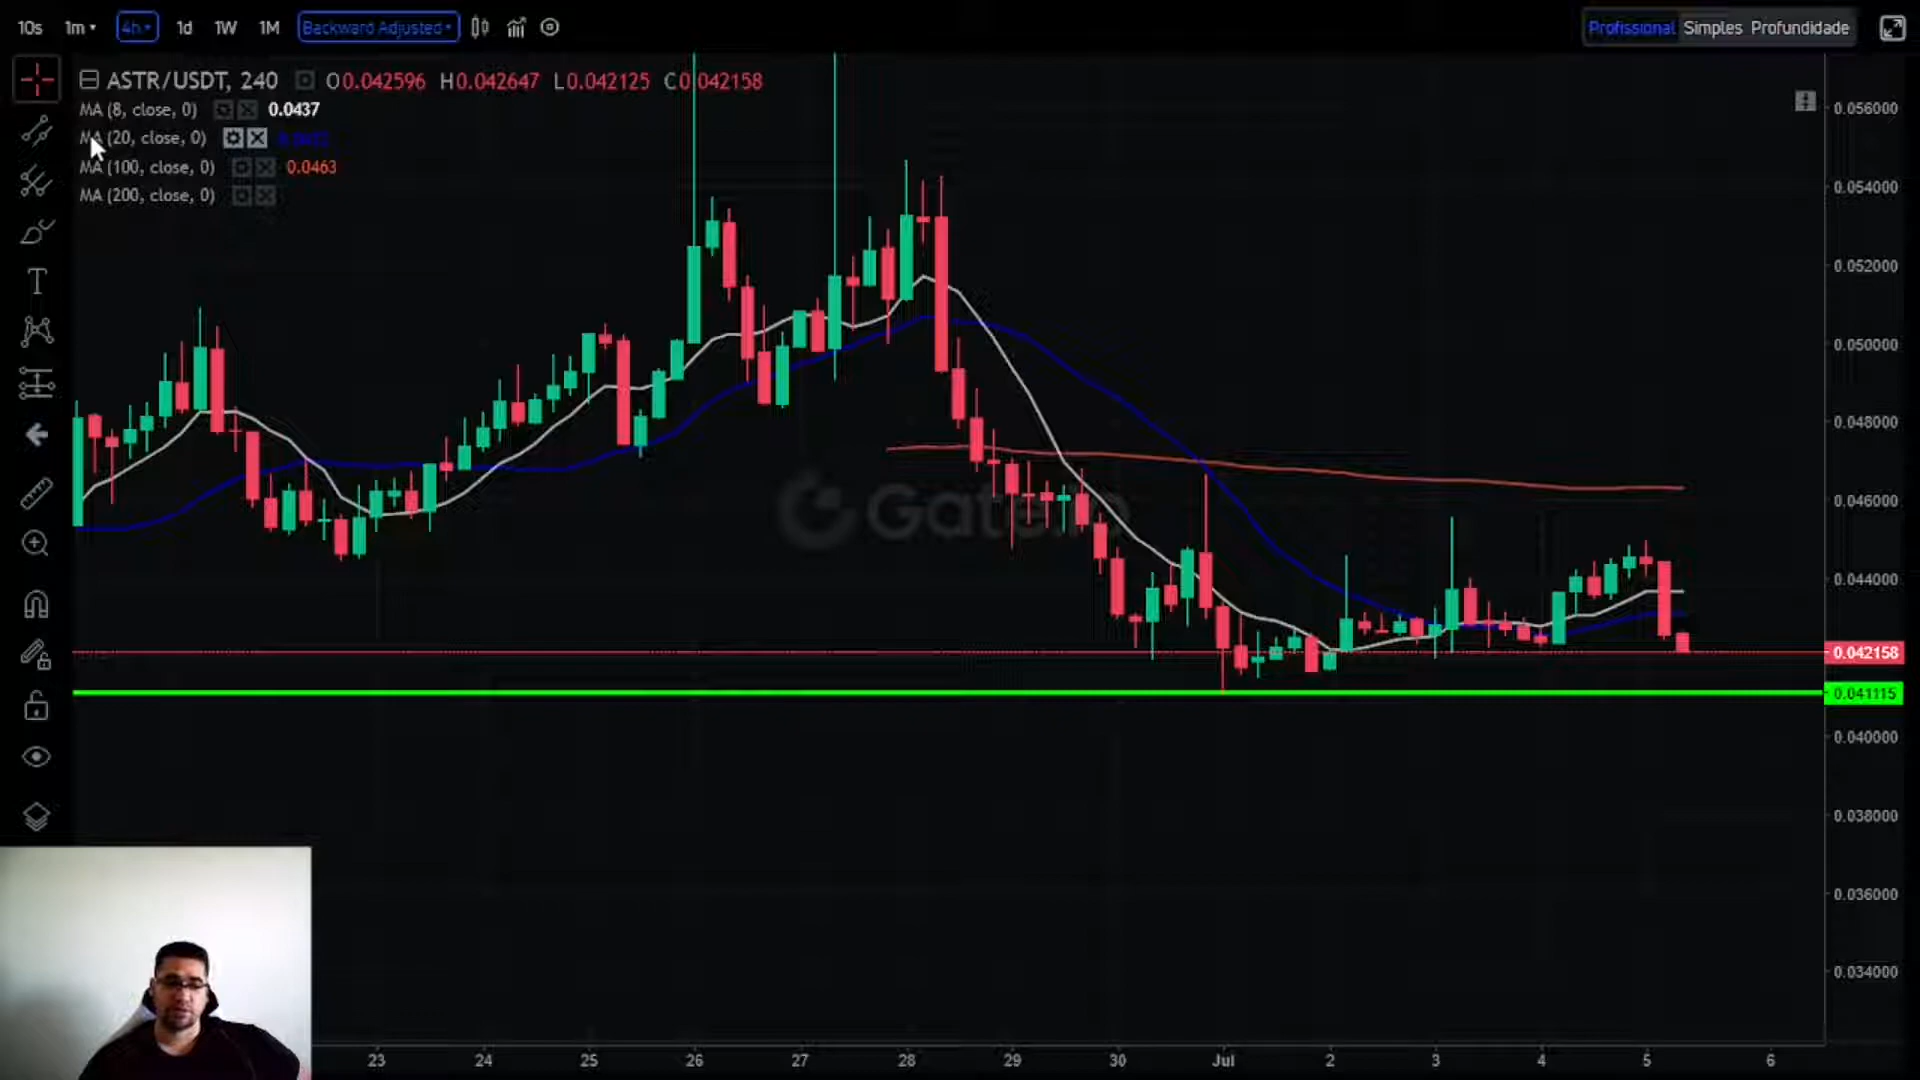 10s 1m 4h 1d 1W 1M Backward Adjusted Profissional Simples Profundidade
ASTR/USDT, 240 O0.042596 H0.042647 L0.042125 C0.042158
MA (8, close, 0) 0.0437
MA (20, close, 0)
MA (100, close, 0) 0.0463
MA (200, close, 0)
Gate.io
0.056000
0.054000
0.052000
0.050000
0.048000
0.046000
0.044000
0.042158
0.041115
0.040000
0.038000
0.036000
0.034000
23 24 25 26 27 28 29 30 Jul 2 3 4 5 6